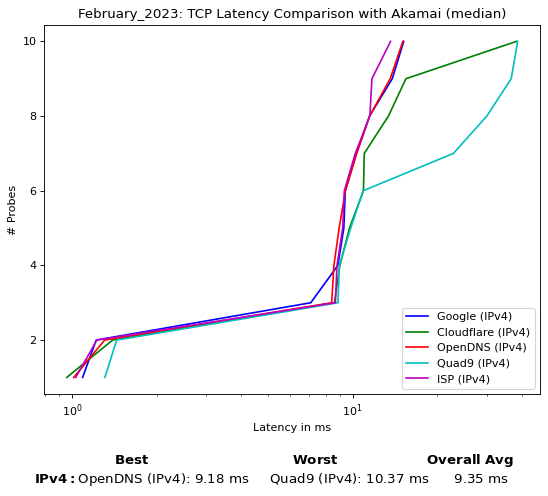 February_2023: TCP Latency Comparison with Akamai (median)
10
8
6
4
2
# Probes
Google (IPv4)
Cloudflare (IPv4)
OpenDNS (IPv4)
Quad9 (IPv4)
ISP (IPv4)
10⁰ 10¹
Latency in ms
Best Worst Overall Avg
IPv4: OpenDNS (IPv4): 9.18 ms Quad9 (IPv4): 10.37 ms 9.35 ms